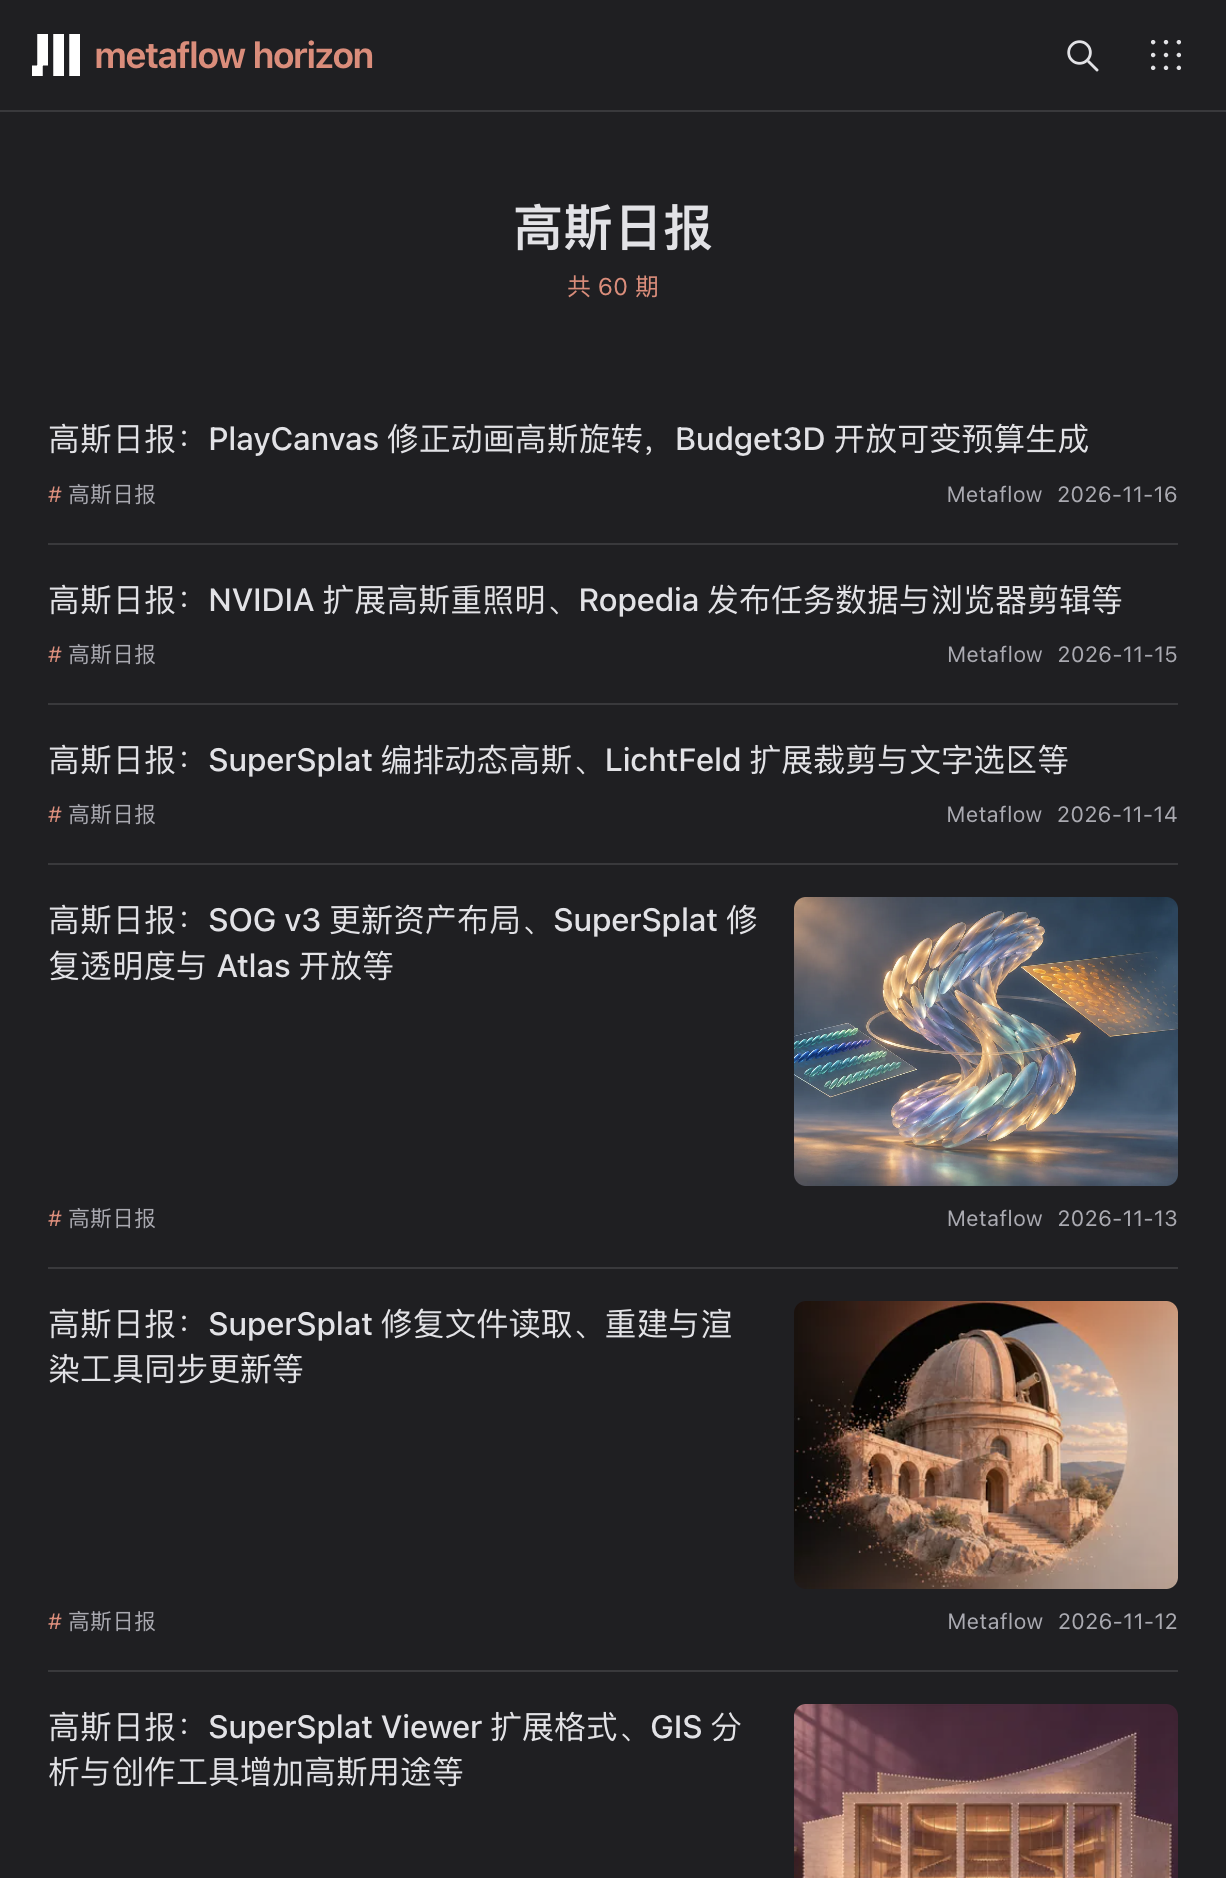 metaflow horizon
高斯日报
共 60 期
高斯日报：PlayCanvas 修正动画高斯旋转，Budget3D 开放可变预算生成
# 高斯日报
Metaflow 2026-11-16
高斯日报：NVIDIA 扩展高斯重照明、Ropedia 发布任务数据与浏览器剪辑等
# 高斯日报
Metaflow 2026-11-15
高斯日报：SuperSplat 编排动态高斯、LichtFeld 扩展裁剪与文字选区等
# 高斯日报
Metaflow 2026-11-14
高斯日报：SOG v3 更新资产布局、SuperSplat 修
复透明度与 Atlas 开放等
# 高斯日报
Metaflow 2026-11-13
高斯日报：SuperSplat 修复文件读取、重建与渲
染工具同步更新等
# 高斯日报
Metaflow 2026-11-12
高斯日报：SuperSplat Viewer 扩展格式、GIS 分
析与创作工具增加高斯用途等